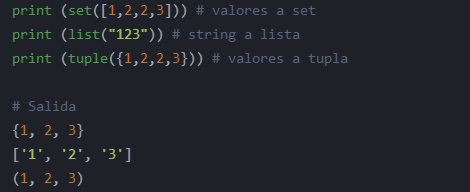 print (set([1,2,2,3])) # valores a set
print (list("123")) # string a lista
print (tuple({1,2,2,3})) # valores a tupla
# Salida
{1, 2, 3}
['1', '2', '3']
(1, 2, 3)